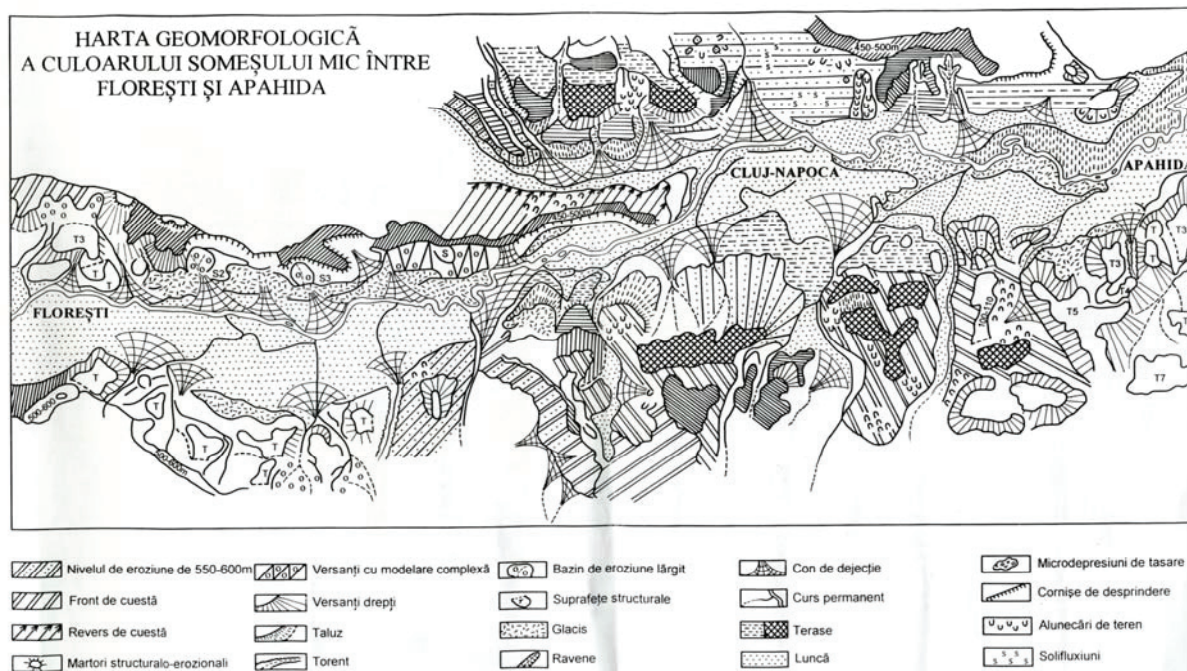 HARTA GEOMORFOLOGICĂ
A CULOARULUI SOMEȘULUI MIC ÎNTRE
FLOREȘTI ȘI APAHIDA
450-500m
APAHIDA
CLUJ-NAPOCA
T3
T
S2
S3
S
T3
T
T3
T
T4
T5
T7
FLOREȘTI
T
T
T
T
T
T
500-600
Nivelul de eroziune de 550-600m
Versanți cu modelare complexă
Bazin de eroziune lărgit
Con de dejecție
Microdepresiuni de tasare
Front de cuestă
Versanți drepți
Suprafețe structurale
Curs permanent
Cornișe de desprindere
Revers de cuestă
Taluz
Glacis
Terase
Alunecări de teren
Martori structuralo-erozionali
Torent
Ravene
Luncă
Solifluxiuni